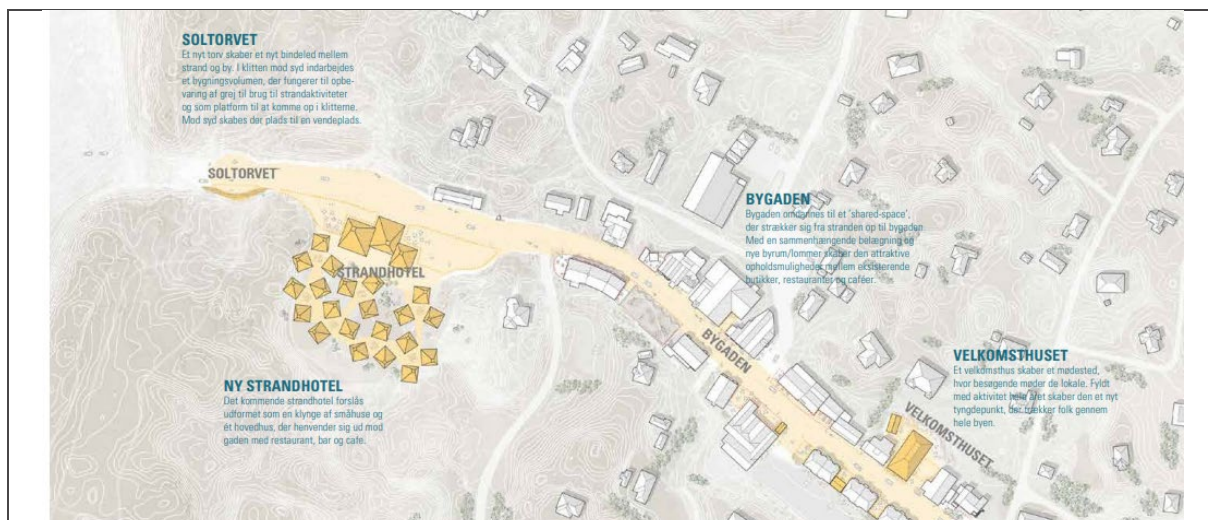 SOLTORVET
Et nyt torv skaber et nyt bindeled mellem
strand og by. I klitten mod syd indarbejdes
et bygningsvolumen, der fungerer til opbe-
varing af grej til brug til strandaktiviteter
og som platform til at komme op i klitterne.
Mod syd skabes der plads til en vendeplads.
SOLTORVET
BYGADEN
Bygaden omdannes til et 'shared-space',
der strækker sig fra stranden op til bygaden.
Med en sammenhængende belægning og
nye byrum/lommer skaber den attraktive
opholdsmuligheder mellem eksisterende
butikker, restauranter og caféer.
STRANDHOTEL
BYGADEN
VELKOMSTHUSET
Et velkomsthus skaber et mødested,
hvor besøgende møder de lokale. Fyldt
med aktivitet hele året skaber den et nyt
tyngdepunkt, der trækker folk gennem
hele byen.
NY STRANDHOTEL
Det kommende strandhotel forslås
udformet som en klynge af småhuse og
ét hovedhus, der henvender sig ud mod
gaden med restaurant, bar og cafe.
VELKOMSTHUSET